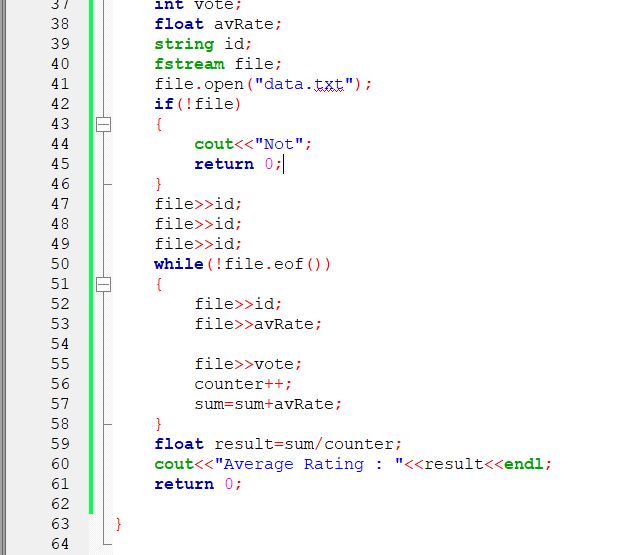 37 int vote;
38 float avRate;
39 string id;
40 fstream file;
41 file.open("data.txt");
42 if(!file)
43 {
44 cout<<"Not";
45 return 0;
46 }
47 file>>id;
48 file>>id;
49 file>>id;
50 while(!file.eof())
51 {
52 file>>id;
53 file>>avRate;
54
55 file>>vote;
56 counter++;
57 sum=sum+avRate;
58 }
59 float result=sum/counter;
60 cout<<"Average Rating : "<<result<<endl;
61 return 0;
62
63 }
64